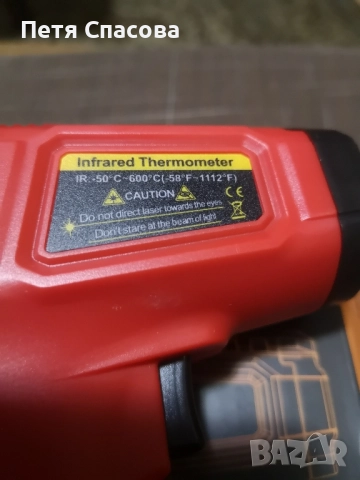 Петя Спасова
Infrared Thermometer
IR: -50°C~600°C(-58°F~1112°F)
CAUTION CE
Do not direct laser towards the eyes
Don't stare at the beam of light
BAZAR